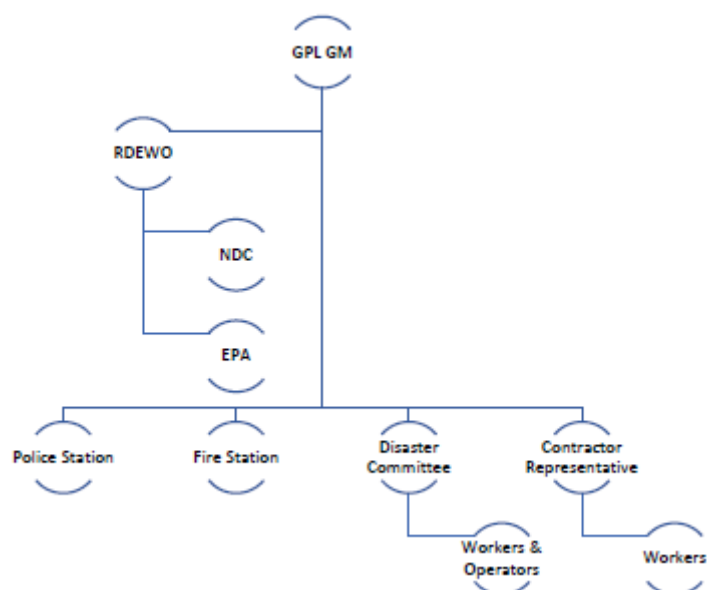 GPL GM
RDEWO
NDC
EPA
Police Station
Fire Station
Disaster
Committee
Contractor
Representative
Workers &
Operators
Workers